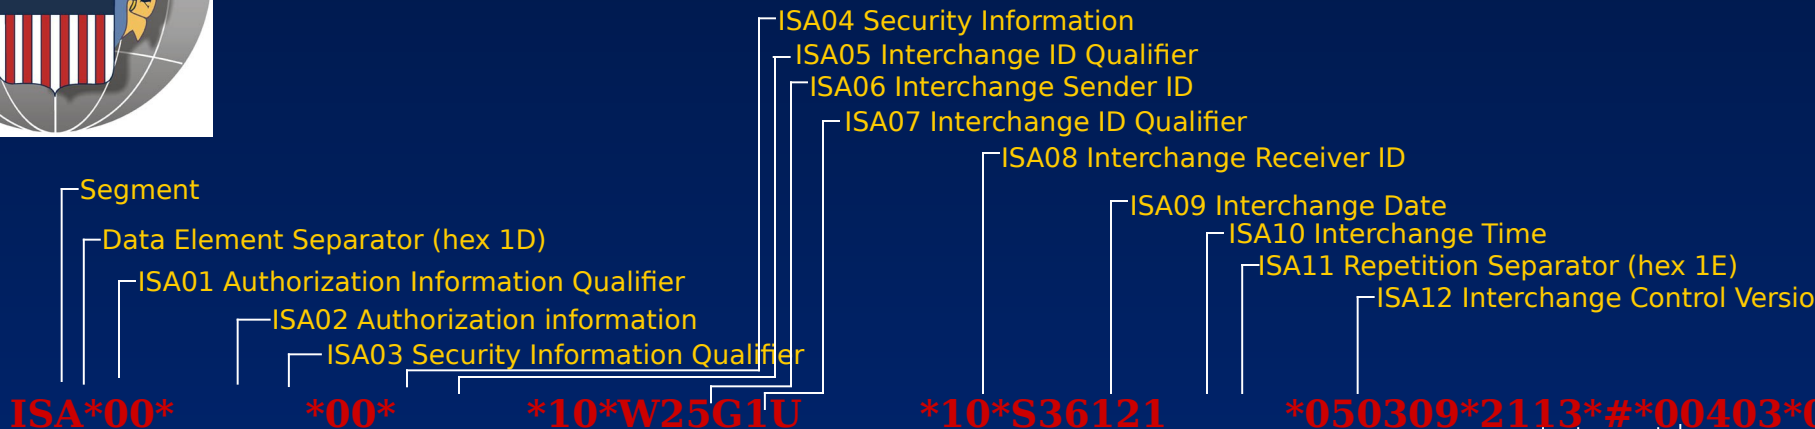 ISA04 Security Information
ISA05 Interchange ID Qualifier
ISA06 Interchange Sender ID
ISA07 Interchange ID Qualifier
ISA08 Interchange Receiver ID
Segment
ISA09 Interchange Date
ISA10 Interchange Time
Data Element Separator (hex 1D)
ISA11 Repetition Separator (hex 1E)
ISA01 Authorization Information Qualifier
ISA12 Interchange Control Versio
ISA02 Authorization information
ISA03 Security Information Qualifier
ISA*00* *00* *10*W25G1U *10*S36121 *050309*2113*#*00403*